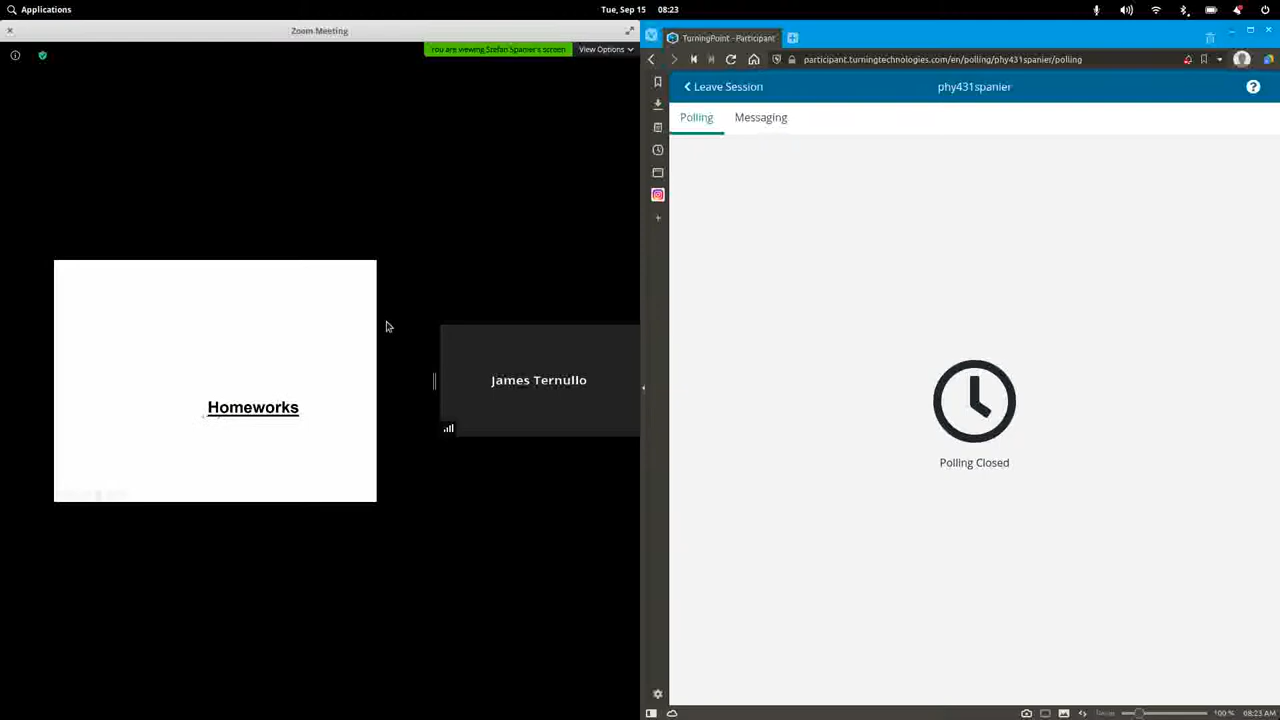 Applications
Tue, Sep 15 08:23
Zoom Meeting
You are viewing Stefan Spanier's screen
View Options
Homeworks
James Ternullo
TurningPoint - Participant
participant.turningtechnologies.com/en/polling/phy431spanier/polling
Leave Session
phy431spanier
?
Polling
Messaging
Polling Closed
100 %
08:23 AM